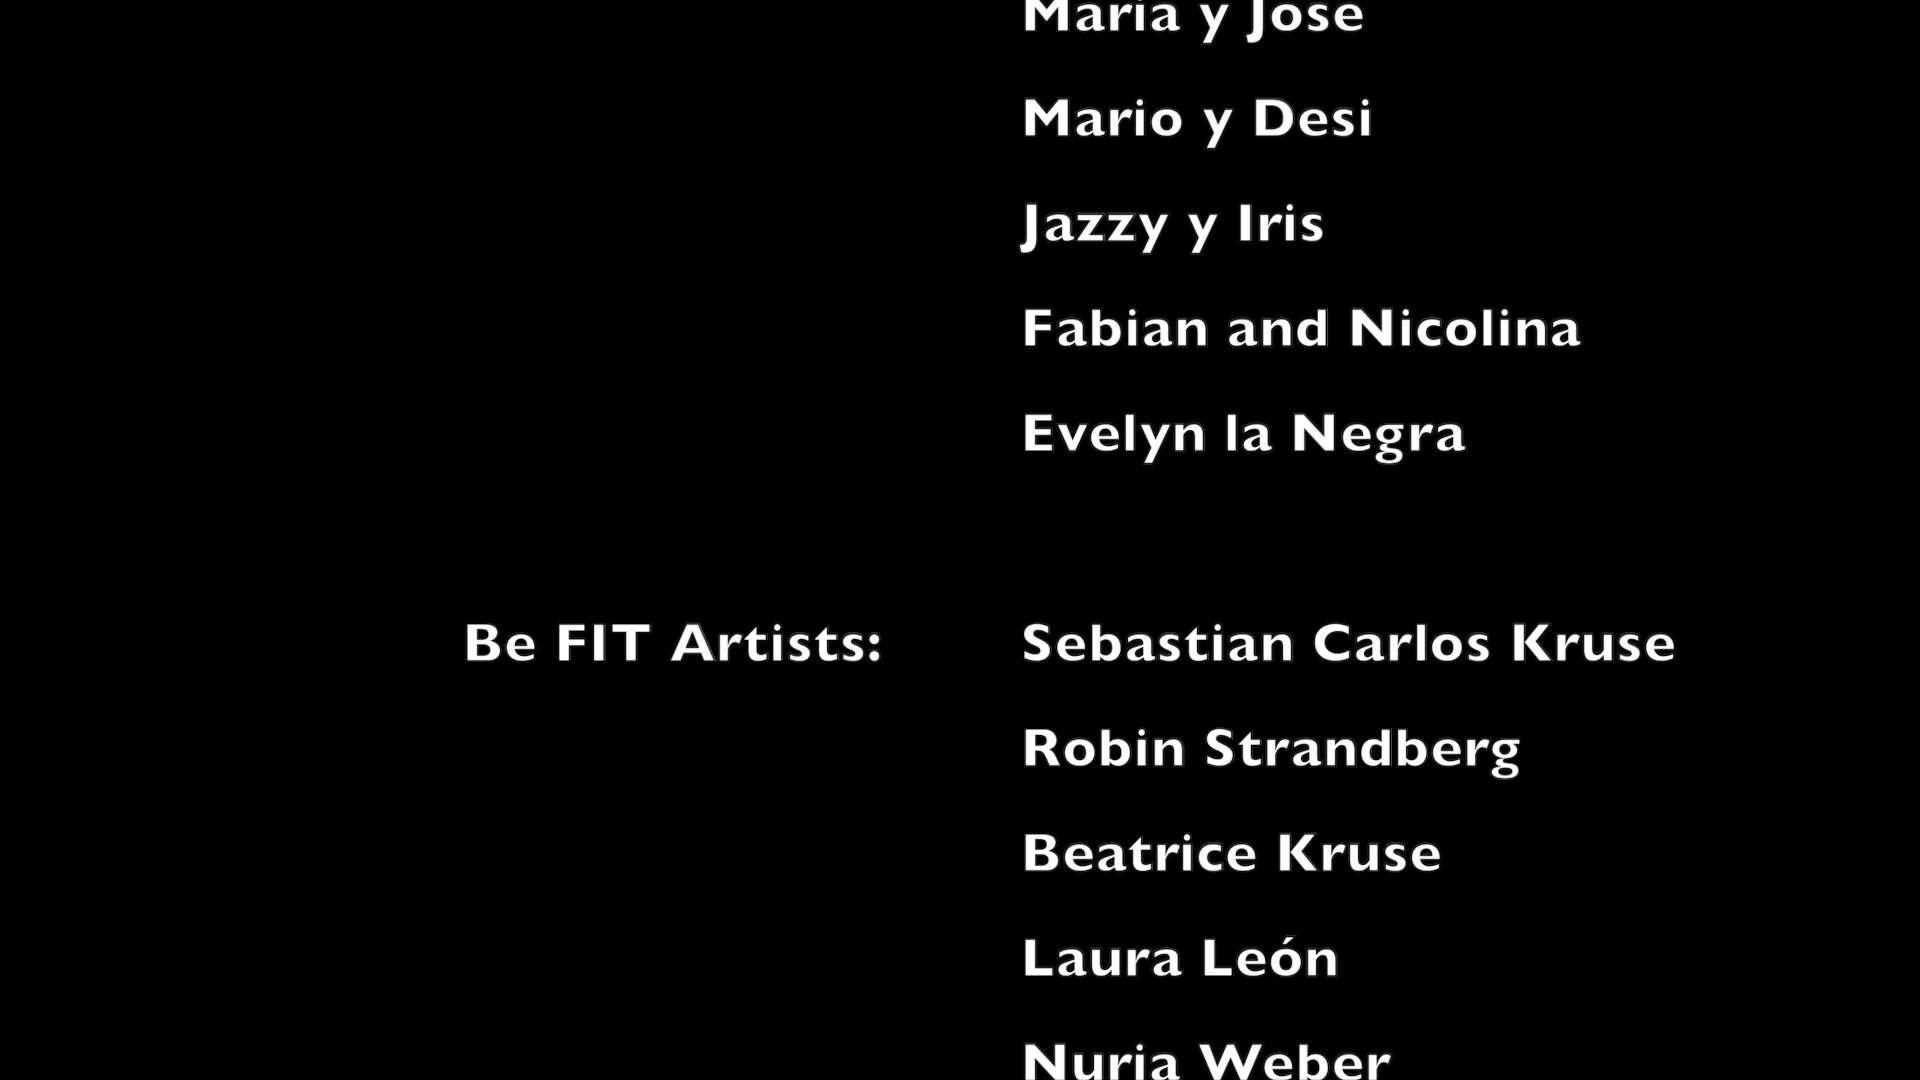 Maria y Jose
Mario y Desi
Jazzy y Iris
Fabian and Nicolina
Evelyn la Negra
Be FIT Artists: Sebastian Carlos Kruse
Robin Strandberg
Beatrice Kruse
Laura León
Nuria Weber